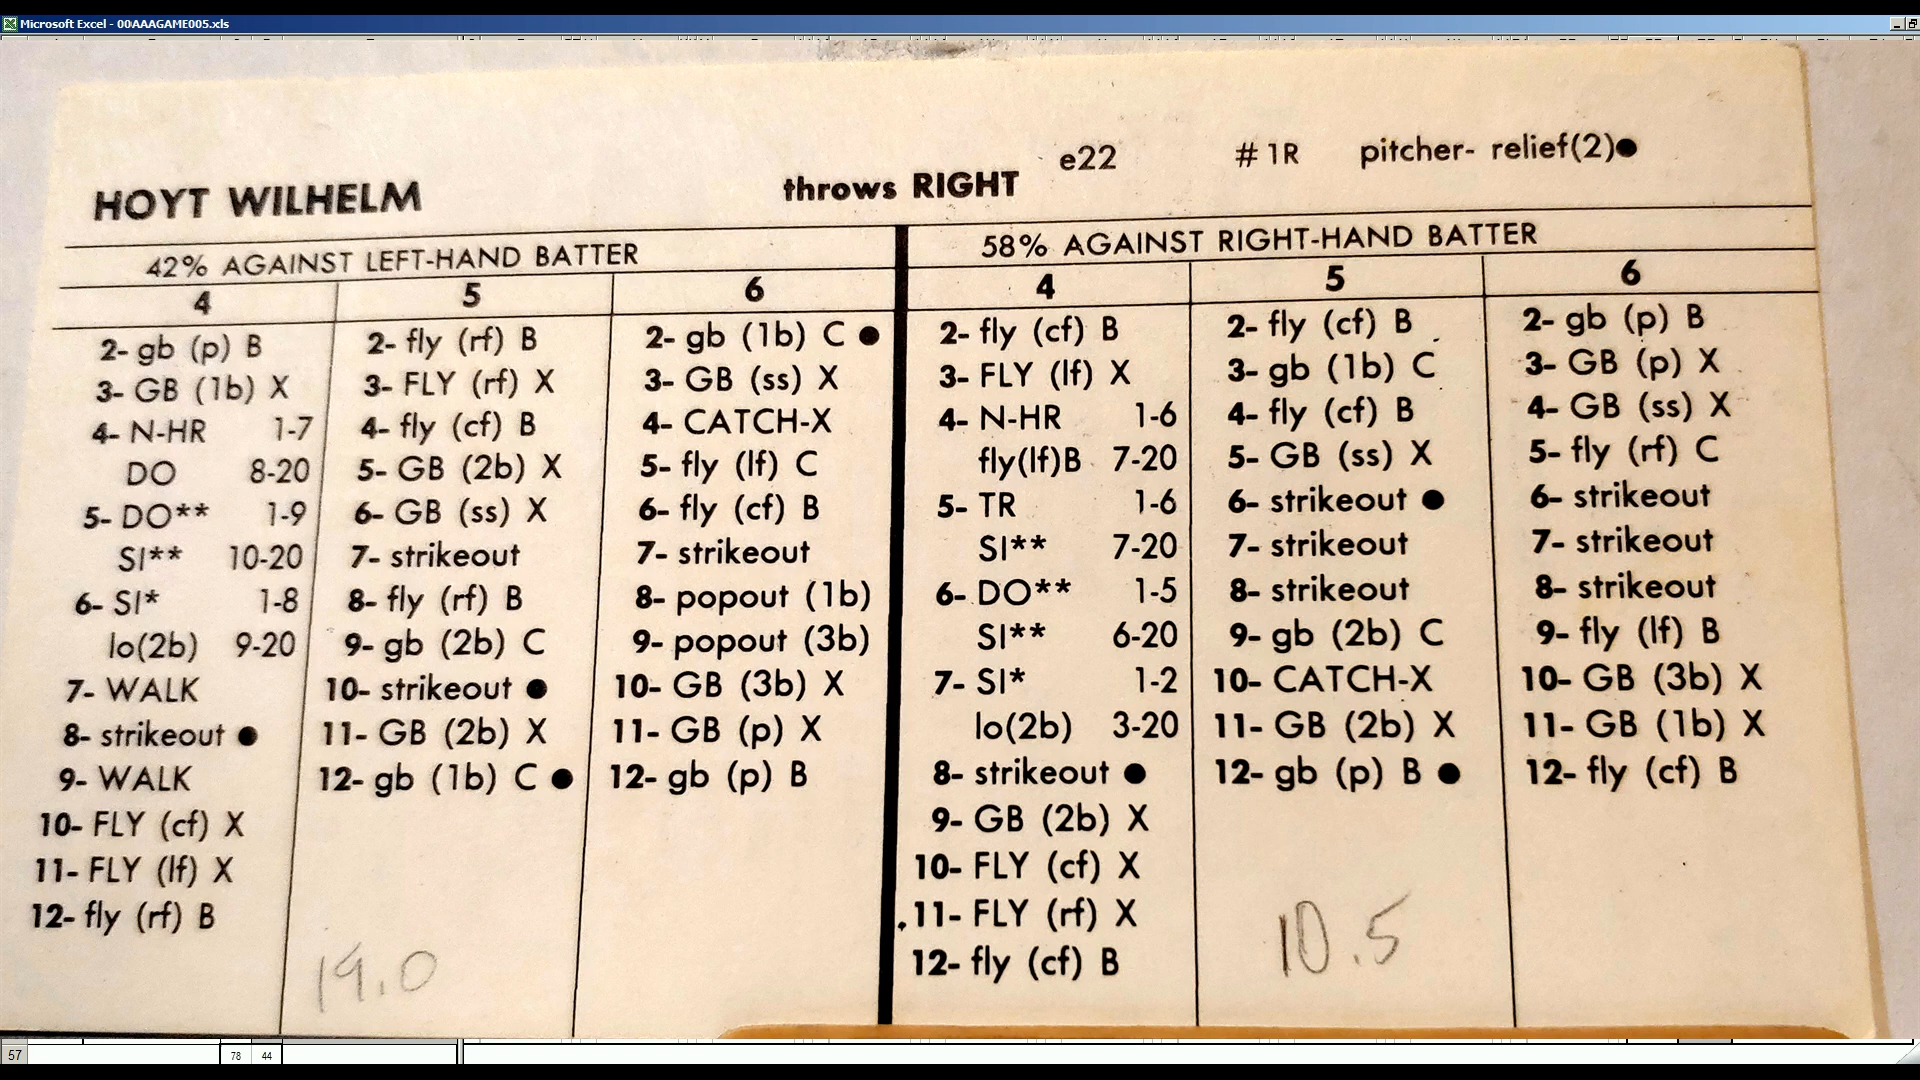 Microsoft Excel - 00AAAGAME005.xls
e22 #1R pitcher- relief(2)●
HOYT WILHELM throws RIGHT
42% AGAINST LEFT-HAND BATTER
4 5 6
2- gb (p) B
3- GB (1b) X
4- N-HR 1-7
DO 8-20
5- DO** 1-9
SI** 10-20
6- SI* 1-8
lo(2b) 9-20
7- WALK
8- strikeout ●
9- WALK
10- FLY (cf) X
11- FLY (lf) X
12- fly (rf) B
2- fly (rf) B
3- FLY (rf) X
4- fly (cf) B
5- GB (2b) X
6- GB (ss) X
7- strikeout
8- fly (rf) B
9- gb (2b) C
10- strikeout ●
11- GB (2b) X
12- gb (1b) C ●
19.0
2- gb (1b) C ●
3- GB (ss) X
4- CATCH-X
5- fly (lf) C
6- fly (cf) B
7- strikeout
8- popout (1b)
9- popout (3b)
10- GB (3b) X
11- GB (p) X
12- gb (p) B
58% AGAINST RIGHT-HAND BATTER
4 5 6
2- fly (cf) B
3- FLY (lf) X
4- N-HR 1-6
fly(lf)B 7-20
5- TR 1-6
SI** 7-20
6- DO** 1-5
SI** 6-20
7- SI* 1-2
lo(2b) 3-20
8- strikeout ●
9- GB (2b) X
10- FLY (cf) X
11- FLY (rf) X
12- fly (cf) B
2- fly (cf) B
3- gb (1b) C
4- fly (cf) B
5- GB (ss) X
6- strikeout ●
7- strikeout
8- strikeout
9- gb (2b) C
10- CATCH-X
11- GB (2b) X
12- gb (p) B ●
10.5
2- gb (p) B
3- GB (p) X
4- GB (ss) X
5- fly (rf) C
6- strikeout
7- strikeout
8- strikeout
9- fly (lf) B
10- GB (3b) X
11- GB (1b) X
12- fly (cf) B
57 78 44